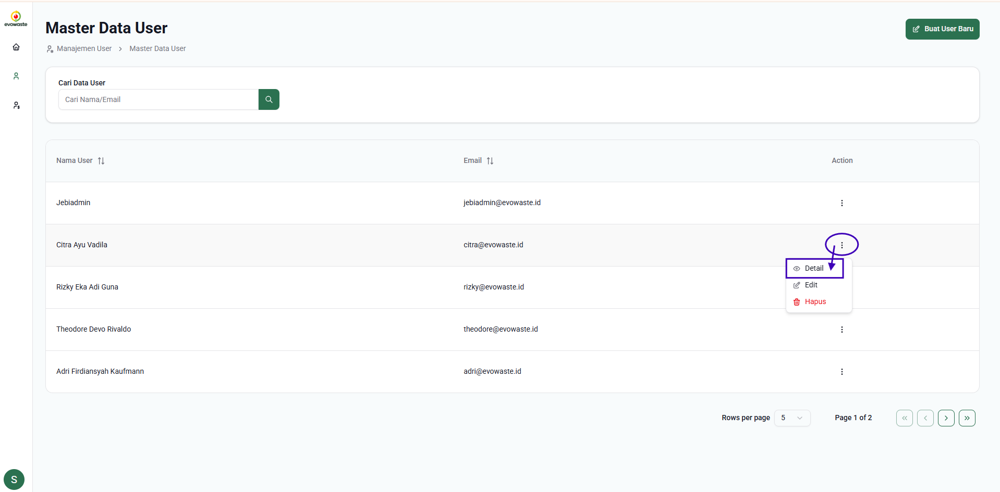 evowaste
Master Data User
Buat User Baru
Manajemen User > Master Data User
Cari Data User
Cari Nama/Email
Nama User Email Action
Jebiadmin jebiadmin@evowaste.id
Citra Ayu Vadila citra@evowaste.id
Detail
Edit
Hapus
Rizky Eka Adi Guna rizky@evowaste.id
Theodore Devo Rivaldo theodore@evowaste.id
Adri Firdiansyah Kaufmann adri@evowaste.id
Rows per page 5 Page 1 of 2
S